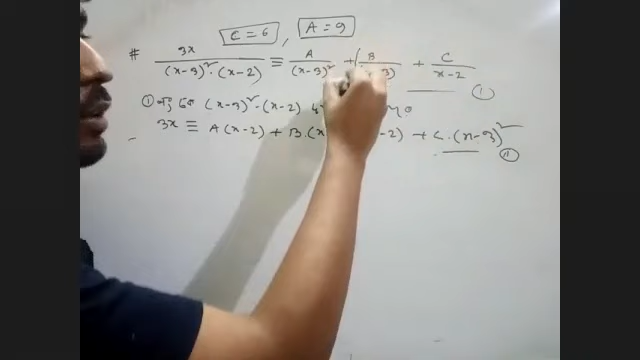 C = 6 , A = 9
# 3x / (x-3)² · (x-2) ≡ A / (x-3)² + B / 3) + C / x-2 (1)
(x-3)² · (x-2)
3x ≡ A (x-2) + B · (x -2) + C · (x-3)² (11)